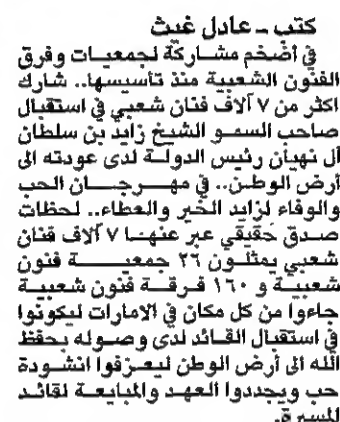 كتب - عادل غيث
في أضخم مشاركة لجمعيات وفرق
الفنون الشعبية منذ تأسيسها.. شارك
اكثر من ٧ آلاف فنان شعبي في استقبال
صاحب السمو الشيخ زايد بن سلطان
آل نهيان رئيس الدولة لدى عودته الى
أرض الوطن.. في مهرجان الحب
والوفاء لزايد الخير والعطاء.. لحظات
صدق حقيقي عبر عنها ٧ آلاف فنان
شعبي يمثلون ٢٦ جمعية فنون
شعبية و ١٦٠ فرقة فنون شعبية
جاءوا من كل مكان في الامارات ليكونوا
في استقبال القائد لدى وصوله بحفظ
الله الى أرض الوطن ليعزفوا انشودة
حب ويجددوا العهد والمبايعة لقائد
المسيرة.